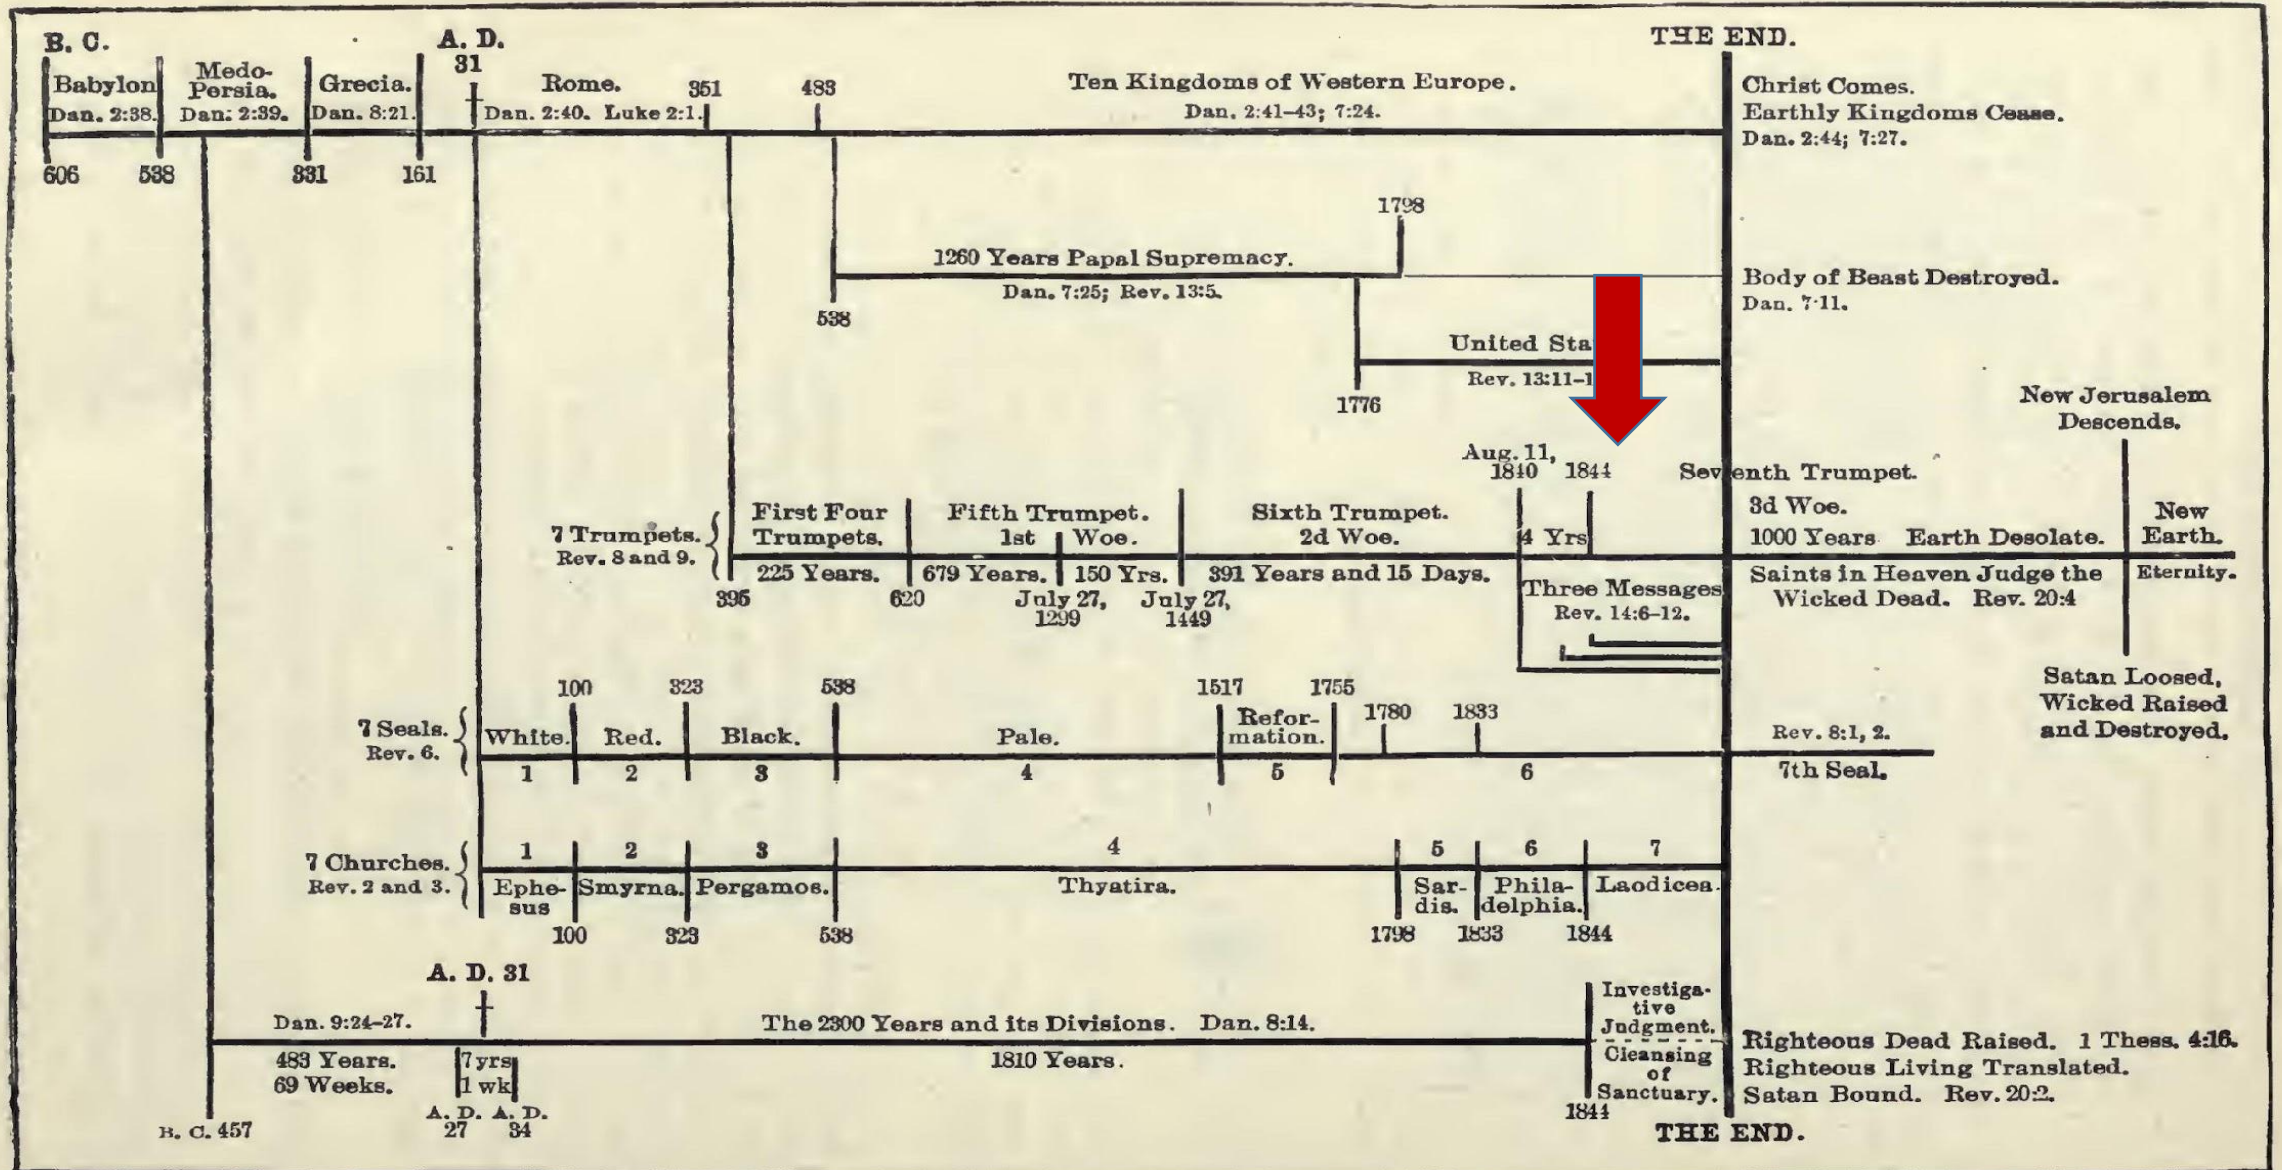 B. C.
A. D.
31
THE END.
Babylon
Dan. 2:38.
Medo-
Persia.
Dan: 2:39.
Grecia.
Dan. 8:21.
Rome.
Dan. 2:40. Luke 2:1.
351
483
Ten Kingdoms of Western Europe.
Dan. 2:41–43; 7:24.
Christ Comes.
Earthly Kingdoms Cease.
Dan. 2:44; 7:27.
606
538
331
161
1798
1260 Years Papal Supremacy.
Dan. 7:25; Rev. 13:5.
538
Body of Beast Destroyed.
Dan. 7·11.
United Sta
Rev. 13:11–1
1776
New Jerusalem
Descends.
Aug. 11,
1840
1844
Seventh Trumpet.
7 Trumpets.
Rev. 8 and 9.
First Four
Trumpets.
225 Years.
Fifth Trumpet.
1st Woe.
679 Years.
150 Yrs.
Sixth Trumpet.
2d Woe.
391 Years and 15 Days.
4 Yrs
3d Woe.
1000 Years Earth Desolate.
New
Earth.
Eternity.
Saints in Heaven Judge the
Wicked Dead. Rev. 20:4
395
620
July 27,
1299
July 27,
1449
Three Messages
Rev. 14:6–12.
Satan Loosed,
Wicked Raised
and Destroyed.
7 Seals.
Rev. 6.
100
323
538
1517
1755
1780
1833
White.
Red.
Black.
Pale.
Refor-
mation.
Rev. 8:1, 2.
1
2
3
4
5
6
7th Seal.
7 Churches.
Rev. 2 and 3.
1
2
3
4
5
6
7
Ephe-
sus
Smyrna.
Pergamos.
Thyatira.
Sar-
dis.
Phila-
delphia.
Laodicea.
100
323
538
1798
1833
1844
A. D. 31
Dan. 9:24–27.
The 2300 Years and its Divisions. Dan. 8:14.
483 Years.
69 Weeks.
7 yrs
1 wk
1810 Years.
Investiga-
tive
Judgment.
Cleansing
of
Sanctuary.
Righteous Dead Raised. 1 Thess. 4:16.
Righteous Living Translated.
Satan Bound. Rev. 20:2.
B. C. 457
A. D.
27
A. D.
34
1844
THE END.